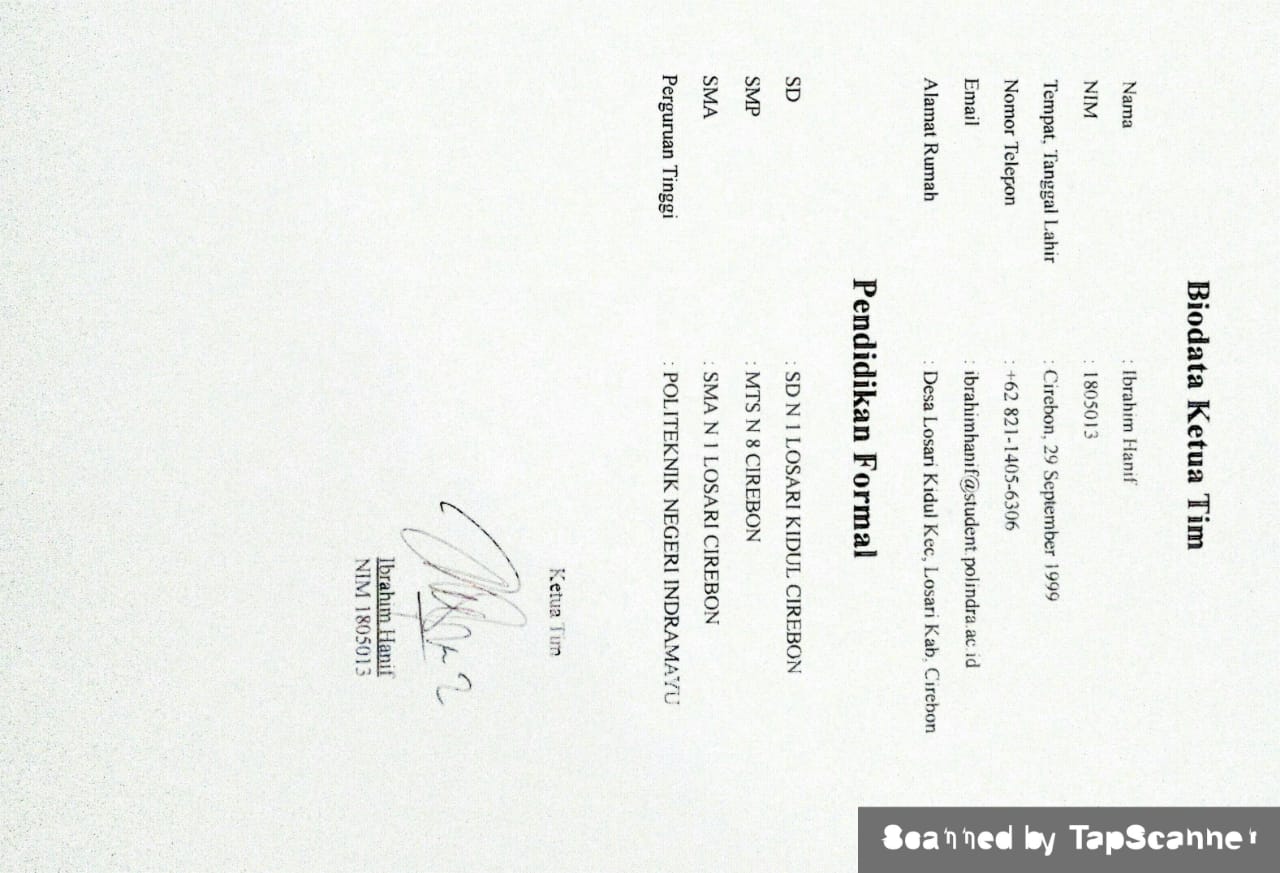 Biodata Ketua Tim
Nama : Ibrahim Hanif
NIM : 1805013
Tempat, Tanggal Lahir : Cirebon, 29 September 1999
Nomor Telepon : +62 821-1405-6306
Email : ibrahimhanif@student.polindra.ac.id
Alamat Rumah : Desa Losari Kidul Kec, Losari Kab, Cirebon
Pendidikan Formal
SD : SD N 1 LOSARI KIDUL CIREBON
SMP : MTS N 8 CIREBON
SMA : SMA N 1 LOSARI CIREBON
Perguruan Tinggi : POLITEKNIK NEGERI INDRAMAYU
Ketua Tim
Ibrahim Hanif
NIM 1805013
Scanned by TapScanner